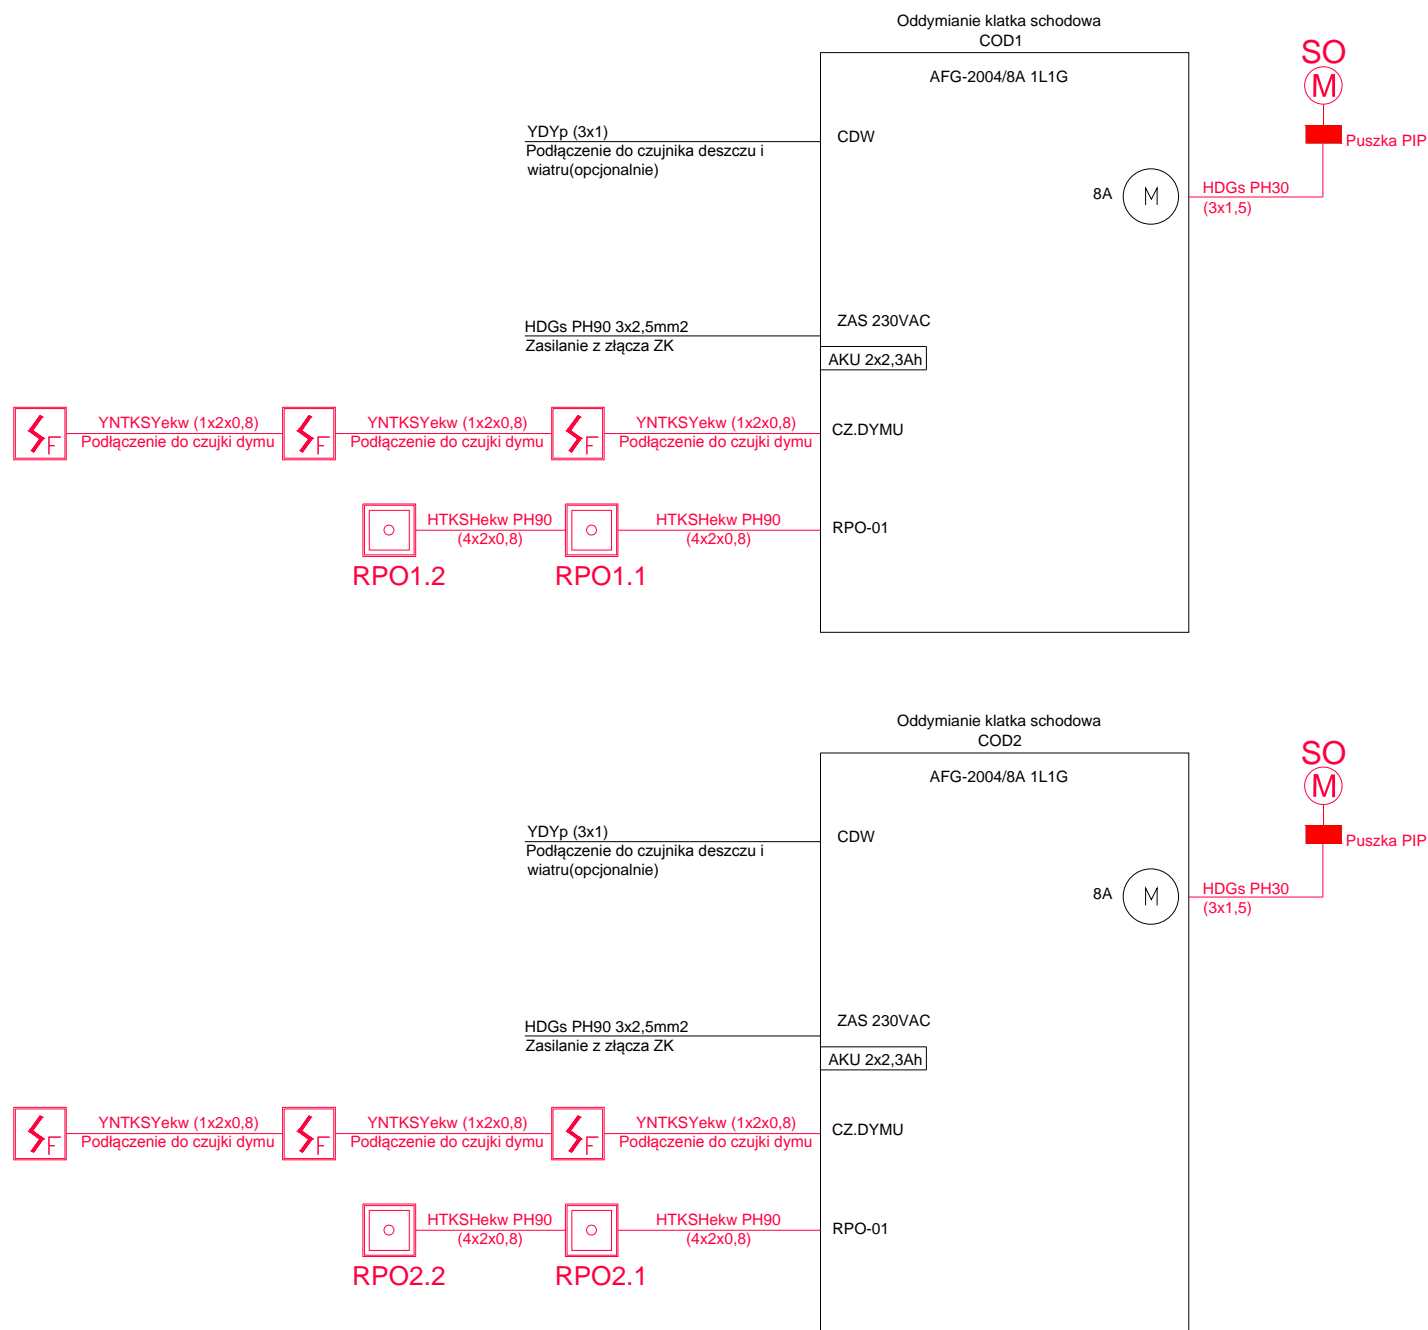 Oddymianie klatka schodowa
COD1
AFG-2004/8A 1L1G
SO
M
Puszka PIP
YDYp (3x1)
Podłączenie do czujnika deszczu i
wiatru(opcjonalnie)
CDW
8A
M
HDGs PH30
(3x1,5)
HDGs PH90 3x2,5mm2
Zasilanie z złącza ZK
ZAS 230VAC
AKU 2x2,3Ah
F
YNTKSYekw (1x2x0,8)
Podłączenie do czujki dymu
F
YNTKSYekw (1x2x0,8)
Podłączenie do czujki dymu
F
YNTKSYekw (1x2x0,8)
Podłączenie do czujki dymu
CZ.DYMU
HTKSHekw PH90
(4x2x0,8)
HTKSHekw PH90
(4x2x0,8)
RPO-01
RPO1.2
RPO1.1
Oddymianie klatka schodowa
COD2
AFG-2004/8A 1L1G
SO
M
Puszka PIP
YDYp (3x1)
Podłączenie do czujnika deszczu i
wiatru(opcjonalnie)
CDW
8A
M
HDGs PH30
(3x1,5)
HDGs PH90 3x2,5mm2
Zasilanie z złącza ZK
ZAS 230VAC
AKU 2x2,3Ah
F
YNTKSYekw (1x2x0,8)
Podłączenie do czujki dymu
F
YNTKSYekw (1x2x0,8)
Podłączenie do czujki dymu
F
YNTKSYekw (1x2x0,8)
Podłączenie do czujki dymu
CZ.DYMU
HTKSHekw PH90
(4x2x0,8)
HTKSHekw PH90
(4x2x0,8)
RPO-01
RPO2.2
RPO2.1